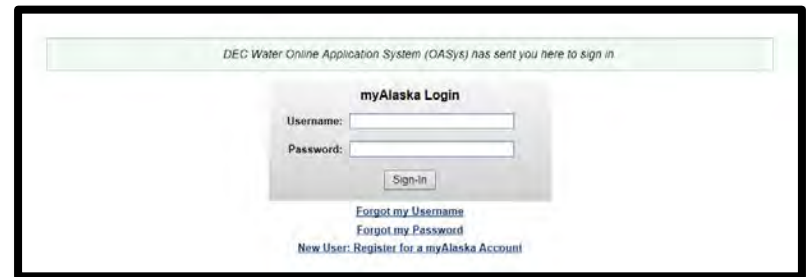 DEC Water Online Application System (OASys) has sent you here to sign in
myAlaska Login
Username:
Password:
Sign-In
Forgot my Username
Forgot my Password
New User: Register for a myAlaska Account